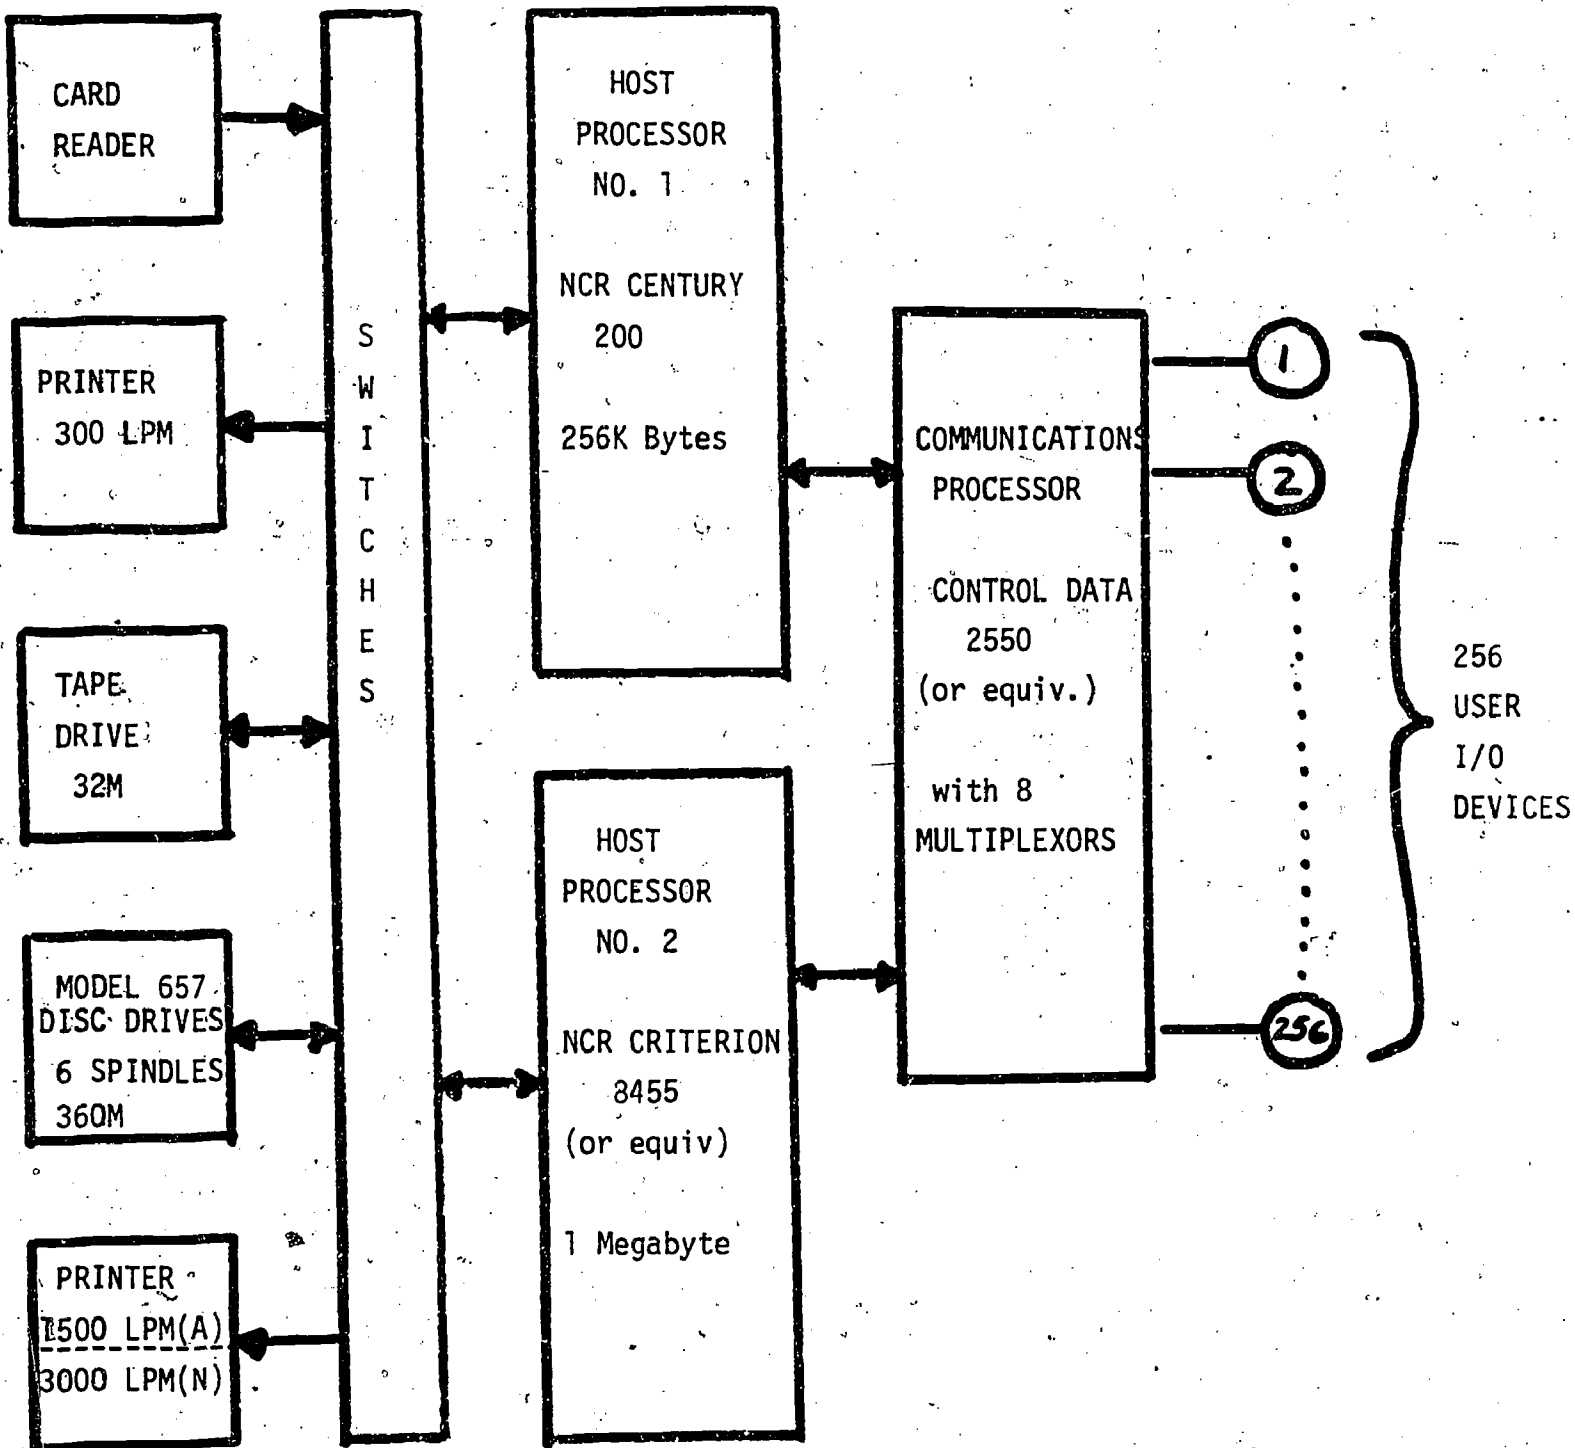 CARD
READER
PRINTER
300 LPM
TAPE
DRIVE
32M
MODEL 657
DISC DRIVES
6 SPINDLES
360M
PRINTER
1500 LPM(A)
3000 LPM(N)
SWITCHES
HOST
PROCESSOR
NO. 1
NCR CENTURY
200
256K Bytes
HOST
PROCESSOR
NO. 2
NCR CRITERION
8455
(or equiv)
1 Megabyte
COMMUNICATIONS
PROCESSOR
CONTROL DATA
2550
(or equiv.)
with 8
MULTIPLEXORS
1
2
256
256
USER
I/O
DEVICES